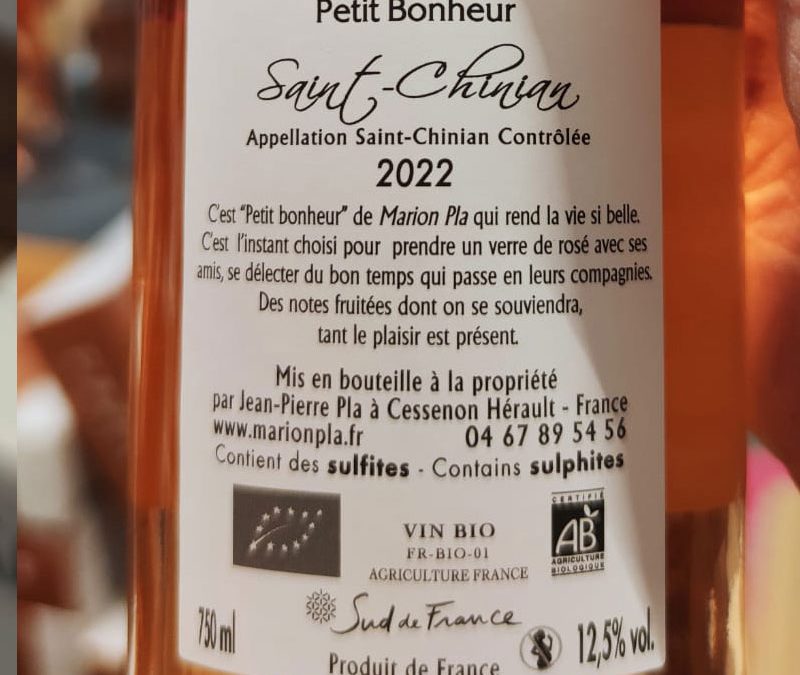 Petit Bonheur
Saint-Chinian
Appellation Saint-Chinian Contrôlée
2022
C'est "Petit bonheur" de Marion Pla qui rend la vie si belle.
C'est l'instant choisi pour prendre un verre de rosé avec ses
amis, se délecter du bon temps qui passe en leurs compagnies.
Des notes fruitées dont on se souviendra,
tant le plaisir est présent.
Mis en bouteille à la propriété
par Jean-Pierre Pla à Cessenon Hérault - France
www.marionpla.fr 04 67 89 54 56
Contient des sulfites - Contains sulphites
CERTIFIÉ
AB
AGRICULTURE
BIOLOGIQUE
VIN BIO
FR-BIO-01
AGRICULTURE FRANCE
Sud de France
750 ml
12,5% vol.
Produit de France